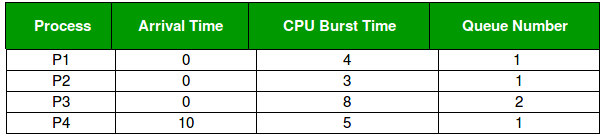 Process Arrival Time CPU Burst Time Queue Number
P1 0 4 1
P2 0 3 1
P3 0 8 2
P4 10 5 1